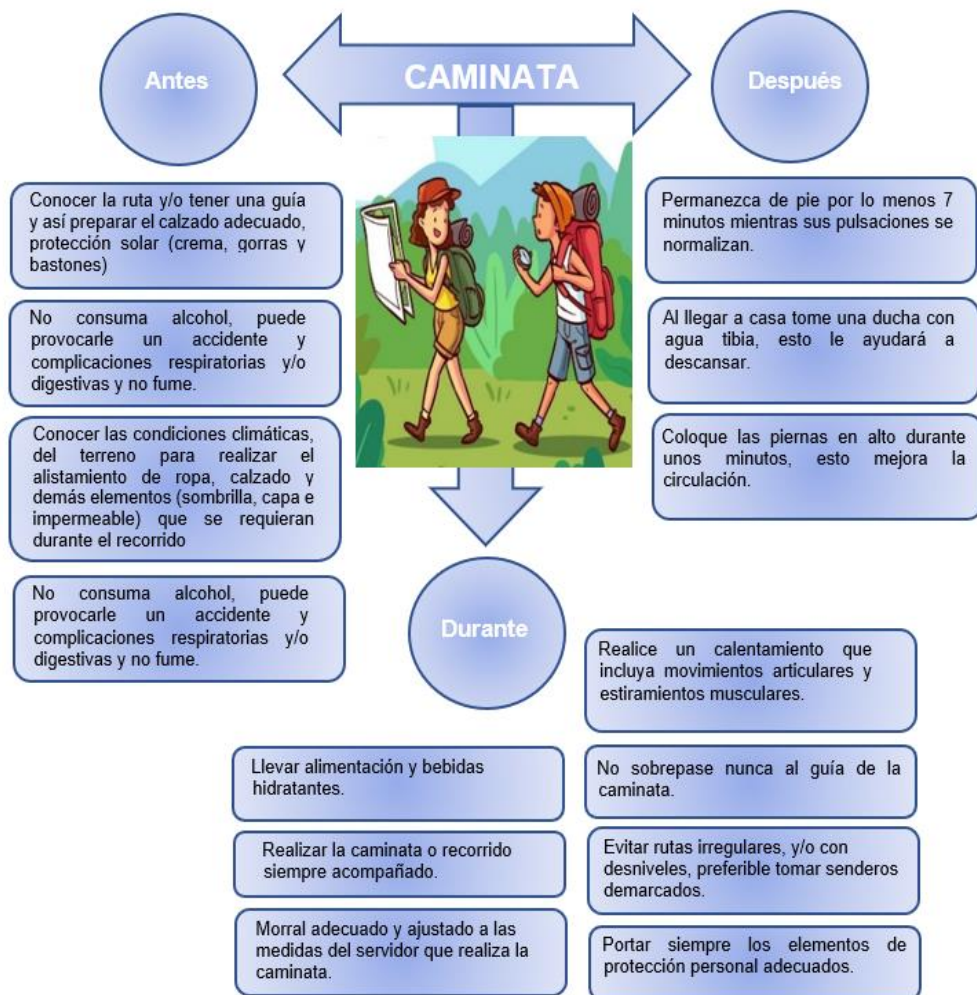 CAMINATA
Antes
Conocer la ruta y/o tener una guía
y así preparar el calzado adecuado,
protección solar (crema, gorras y
bastones)
No consuma alcohol, puede
provocarle un accidente y
complicaciones respiratorias y/o
digestivas y no fume.
Conocer las condiciones climáticas,
del terreno para realizar el
alistamiento de ropa, calzado y
demás elementos (sombrilla, capa e
impermeable) que se requieran
durante el recorrido
No consuma alcohol, puede
provocarle un accidente y
complicaciones respiratorias y/o
digestivas y no fume.
Después
Permanezca de pie por lo menos 7
minutos mientras sus pulsaciones se
normalizan.
Al llegar a casa tome una ducha con
agua tibia, esto le ayudará a
descansar.
Coloque las piernas en alto durante
unos minutos, esto mejora la
circulación.
Durante
Llevar alimentación y bebidas
hidratantes.
Realizar la caminata o recorrido
siempre acompañado.
Morral adecuado y ajustado a las
medidas del servidor que realiza la
caminata.
Realice un calentamiento que
incluya movimientos articulares y
estiramientos musculares.
No sobrepase nunca al guía de la
caminata.
Evitar rutas irregulares, y/o con
desniveles, preferible tomar senderos
demarcados.
Portar siempre los elementos de
protección personal adecuados.